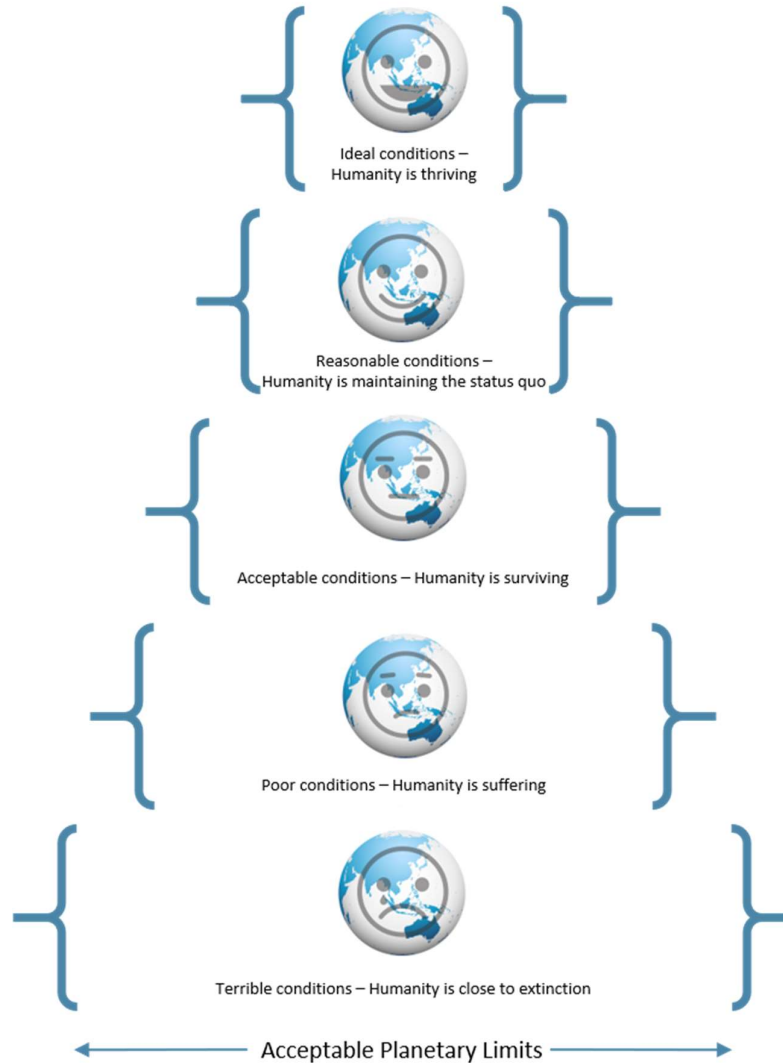 Ideal conditions –
Humanity is thriving
Reasonable conditions –
Humanity is maintaining the status quo
Acceptable conditions – Humanity is surviving
Poor conditions – Humanity is suffering
Terrible conditions – Humanity is close to extinction
Acceptable Planetary Limits